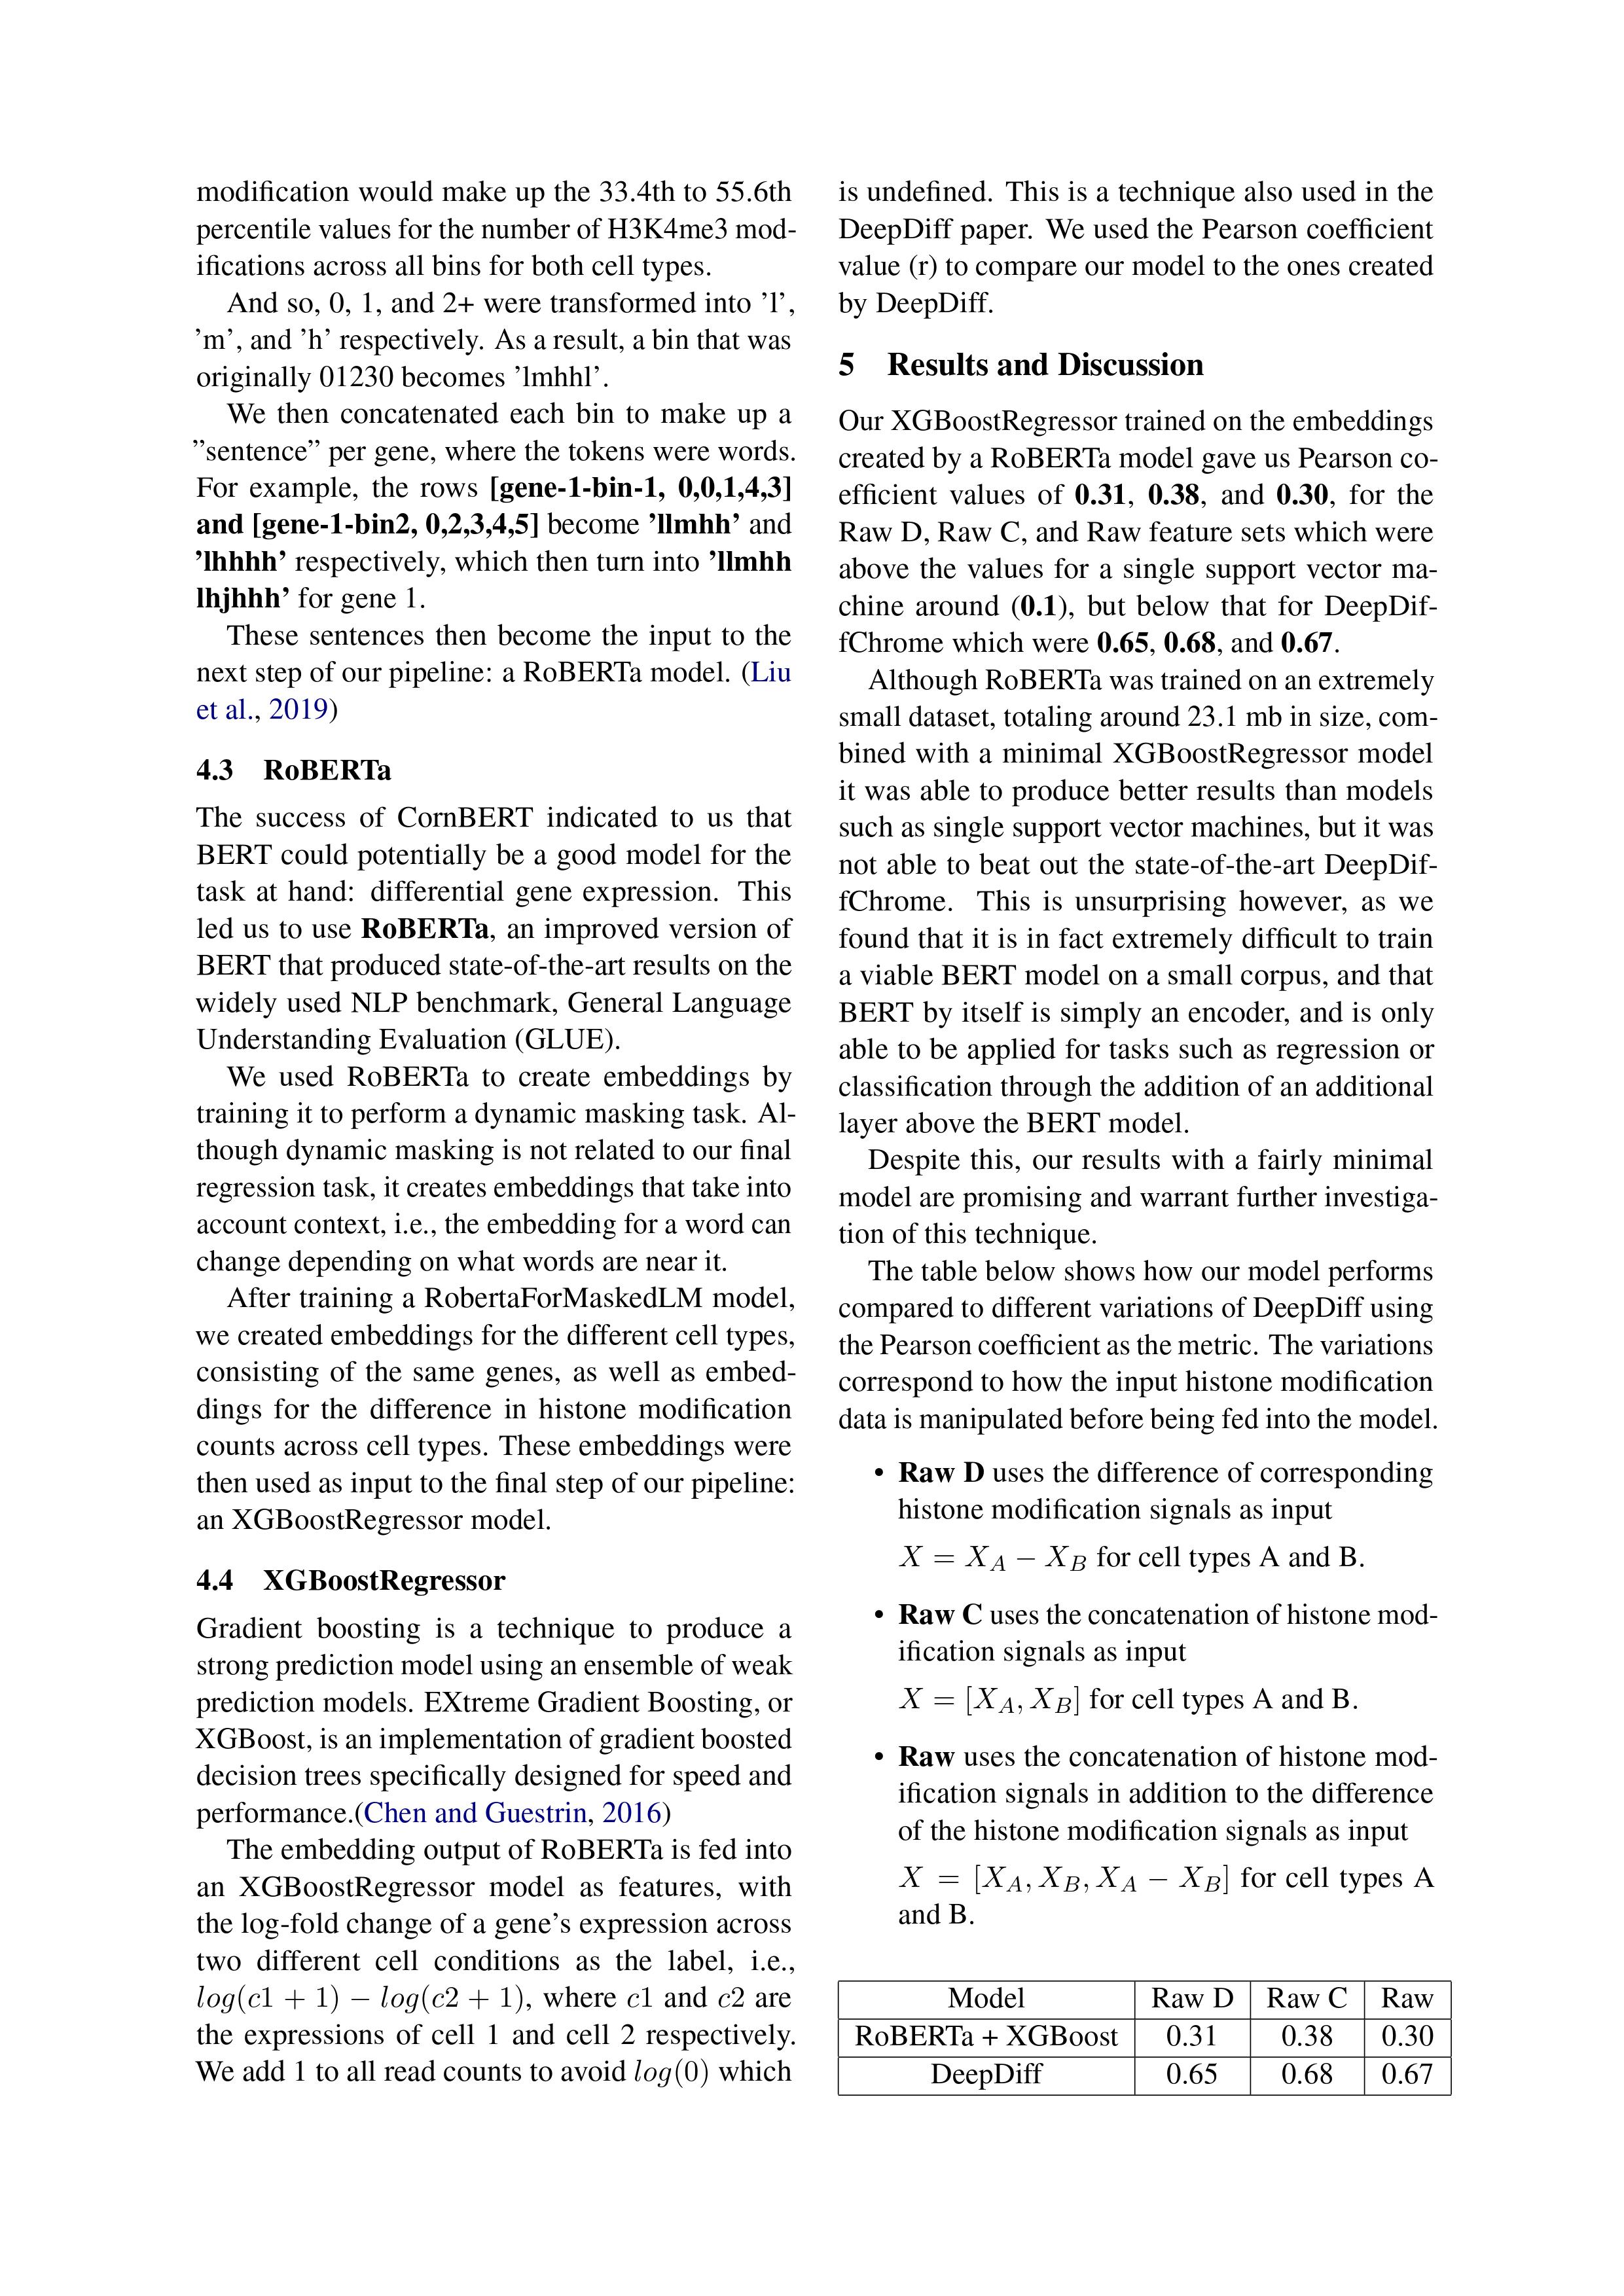 modification would make up the 33.4th to 55.6th
percentile values for the number of H3K4me3 mod-
ifications across all bins for both cell types.
And so, 0, 1, and 2+ were transformed into ’l’,
’m’, and ’h’ respectively. As a result, a bin that was
originally 01230 becomes ’lmhhl’.
We then concatenated each bin to make up a
”sentence” per gene, where the tokens were words.
For example, the rows [gene-1-bin-1, 0,0,1,4,3]
and [gene-1-bin2, 0,2,3,4,5] become ’llmhh’ and
’lhhhh’ respectively, which then turn into ’llmhh
lhjhhh’ for gene 1.
These sentences then become the input to the
next step of our pipeline: a RoBERTa model. (Liu
et al., 2019)
4.3 RoBERTa
The success of CornBERT indicated to us that
BERT could potentially be a good model for the
task at hand: differential gene expression. This
led us to use RoBERTa, an improved version of
BERT that produced state-of-the-art results on the
widely used NLP benchmark, General Language
Understanding Evaluation (GLUE).
We used RoBERTa to create embeddings by
training it to perform a dynamic masking task. Al-
though dynamic masking is not related to our final
regression task, it creates embeddings that take into
account context, i.e., the embedding for a word can
change depending on what words are near it.
After training a RobertaForMaskedLM model,
we created embeddings for the different cell types,
consisting of the same genes, as well as embed-
dings for the difference in histone modification
counts across cell types. These embeddings were
then used as input to the final step of our pipeline:
an XGBoostRegressor model.
4.4 XGBoostRegressor
Gradient boosting is a technique to produce a
strong prediction model using an ensemble of weak
prediction models. EXtreme Gradient Boosting, or
XGBoost, is an implementation of gradient boosted
decision trees specifically designed for speed and
performance.(Chen and Guestrin, 2016)
The embedding output of RoBERTa is fed into
an XGBoostRegressor model as features, with
the log-fold change of a gene’s expression across
two different cell conditions as the label, i.e.,
log(c1 + 1) − log(c2 + 1), where c1 and c2 are
the expressions of cell 1 and cell 2 respectively.
We add 1 to all read counts to avoid log(0) which
is undefined. This is a technique also used in the
DeepDiff paper. We used the Pearson coefficient
value (r) to compare our model to the ones created
by DeepDiff.
5 Results and Discussion
Our XGBoostRegressor trained on the embeddings
created by a RoBERTa model gave us Pearson co-
efficient values of 0.31, 0.38, and 0.30, for the
Raw D, Raw C, and Raw feature sets which were
above the values for a single support vector ma-
chine around (0.1), but below that for DeepDif-
fChrome which were 0.65, 0.68, and 0.67.
Although RoBERTa was trained on an extremely
small dataset, totaling around 23.1 mb in size, com-
bined with a minimal XGBoostRegressor model
it was able to produce better results than models
such as single support vector machines, but it was
not able to beat out the state-of-the-art DeepDif-
fChrome. This is unsurprising however, as we
found that it is in fact extremely difficult to train
a viable BERT model on a small corpus, and that
BERT by itself is simply an encoder, and is only
able to be applied for tasks such as regression or
classification through the addition of an additional
layer above the BERT model.
Despite this, our results with a fairly minimal
model are promising and warrant further investiga-
tion of this technique.
The table below shows how our model performs
compared to different variations of DeepDiff using
the Pearson coefficient as the metric. The variations
correspond to how the input histone modification
data is manipulated before being fed into the model.
• Raw D uses the difference of corresponding
histone modification signals as input
X = X_A − X_B for cell types A and B.
• Raw C uses the concatenation of histone mod-
ification signals as input
X = [X_A, X_B] for cell types A and B.
• Raw uses the concatenation of histone mod-
ification signals in addition to the difference
of the histone modification signals as input
X = [X_A, X_B, X_A − X_B] for cell types A
and B.
Model Raw D Raw C Raw
RoBERTa + XGBoost 0.31 0.38 0.30
DeepDiff 0.65 0.68 0.67